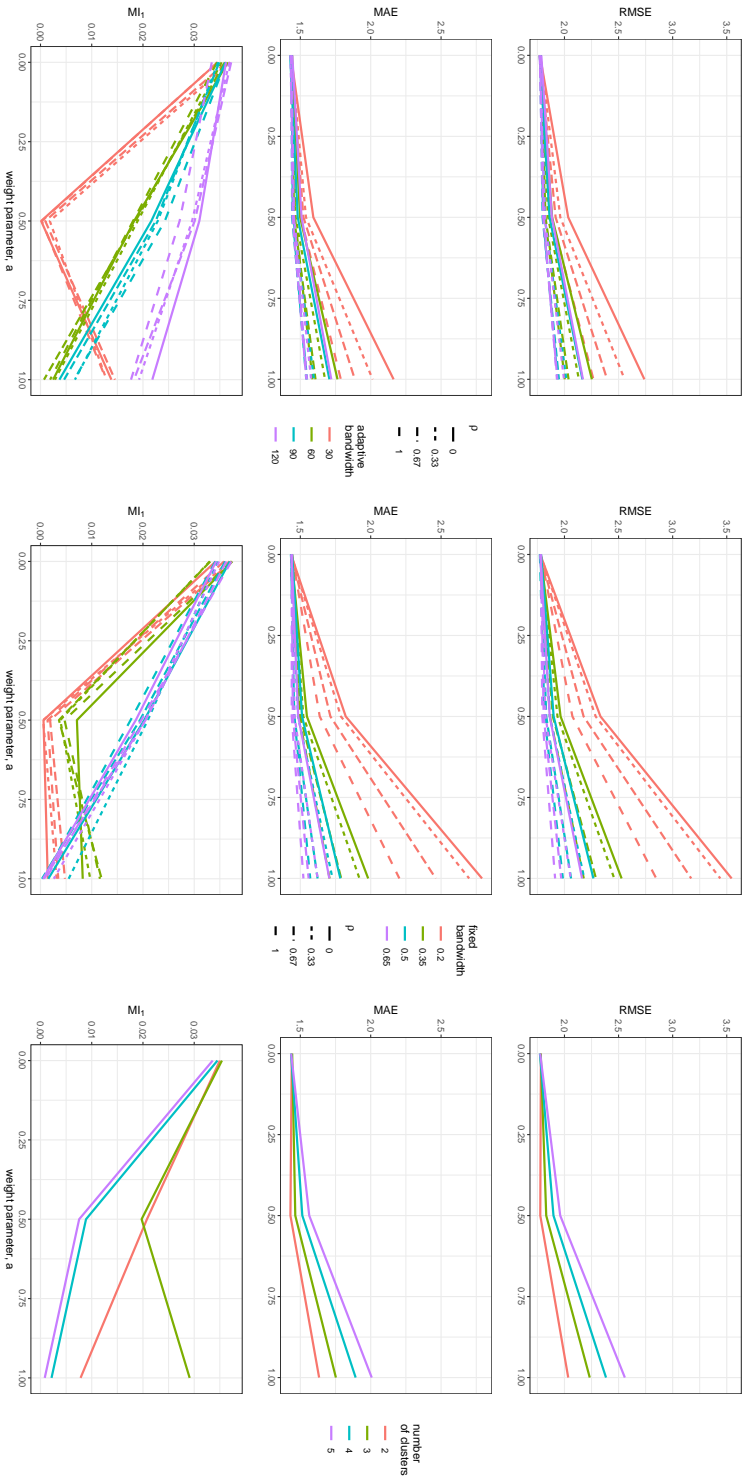 RMSE
3.5
3.0
2.5
2.0
0.00 0.25 0.50 0.75 1.00
MAE
2.5
2.0
1.5
0.00 0.25 0.50 0.75 1.00
MI₁
0.03
0.02
0.01
0.00
0.00 0.25 0.50 0.75 1.00
weight parameter, a
ρ
0
0.33
0.67
1
adaptive
bandwidth
30
60
90
120
RMSE
3.5
3.0
2.5
2.0
0.00 0.25 0.50 0.75 1.00
MAE
2.5
2.0
1.5
0.00 0.25 0.50 0.75 1.00
MI₁
0.03
0.02
0.01
0.00
0.00 0.25 0.50 0.75 1.00
weight parameter, a
fixed
bandwidth
0.2
0.35
0.5
0.65
ρ
0
0.33
0.67
1
RMSE
3.5
3.0
2.5
2.0
0.00 0.25 0.50 0.75 1.00
MAE
2.5
2.0
1.5
0.00 0.25 0.50 0.75 1.00
MI₁
0.03
0.02
0.01
0.00
0.00 0.25 0.50 0.75 1.00
weight parameter, a
number
of clusters
2
3
4
5